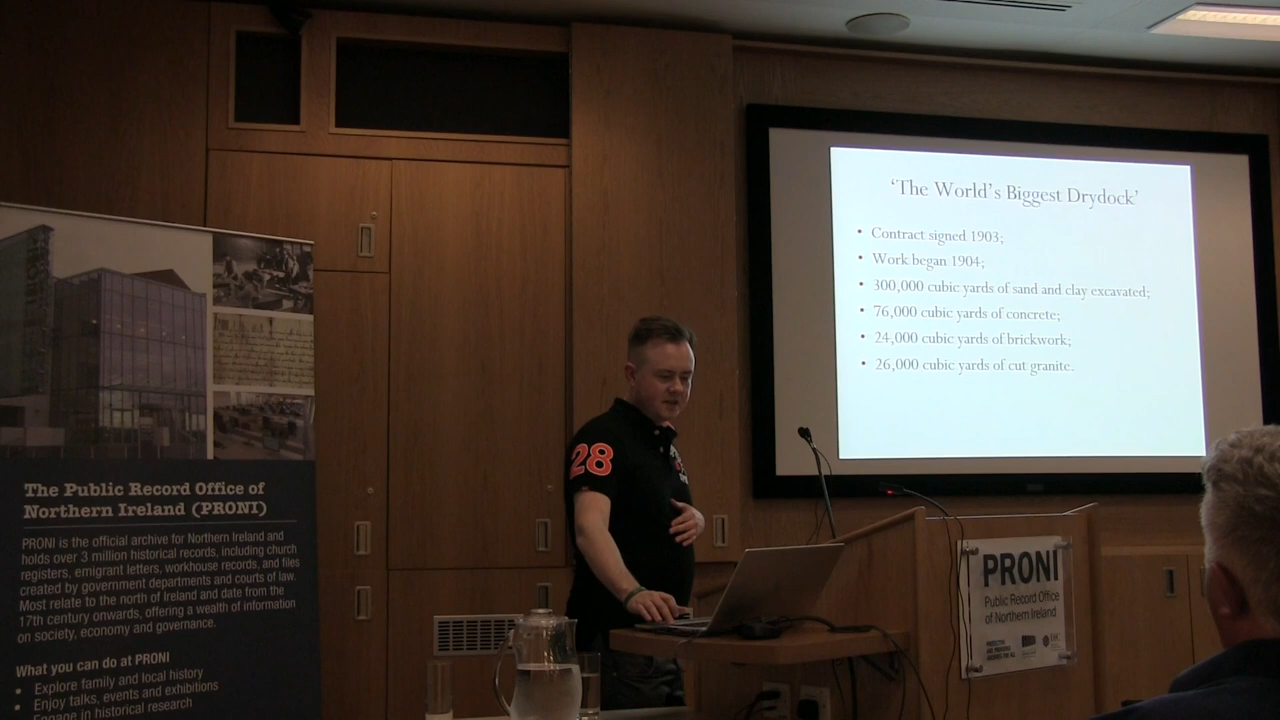 The Public Record Office of
Northern Ireland (PRONI)
PRONI is the official archive for Northern Ireland and
holds over 3 million historical records, including church
registers, emigrant letters, workhouse records, and files
created by government departments and courts of law.
Most relate to the north of Ireland and date from the
17th century onwards, offering a wealth of information
on society, economy and governance.
What you can do at PRONI
• Explore family and local history
• Enjoy talks, events and exhibitions
• Engage in historical research
28
‘The World’s Biggest Drydock’
• Contract signed 1903;
• Work began 1904;
• 300,000 cubic yards of sand and clay excavated;
• 76,000 cubic yards of concrete;
• 24,000 cubic yards of brickwork;
• 26,000 cubic yards of cut granite.
PRONI
Public Record Office
of Northern Ireland